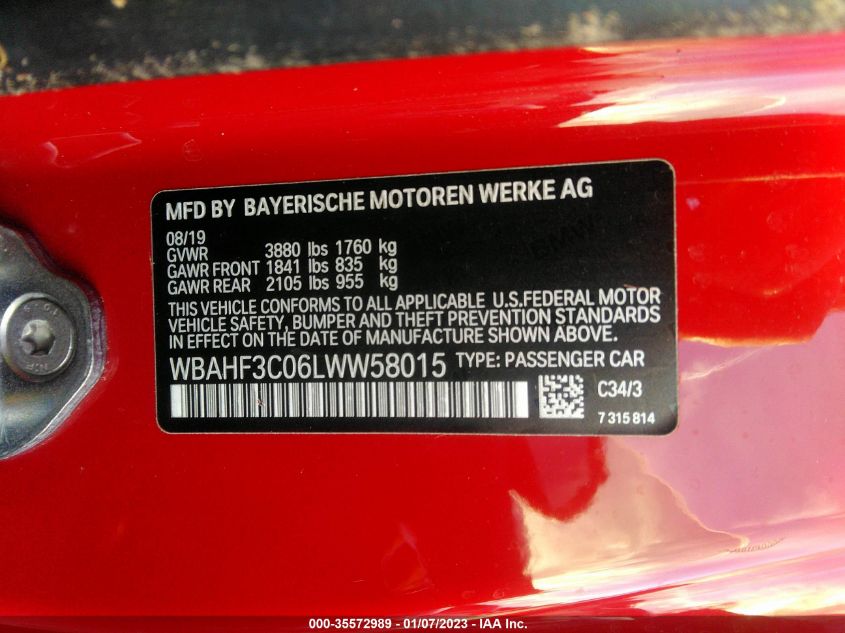 MFD BY BAYERISCHE MOTOREN WERKE AG
08/19
GVWR 3880 lbs 1760 kg
GAWR FRONT 1841 lbs 835 kg
GAWR REAR 2105 lbs 955 kg
THIS VEHICLE CONFORMS TO ALL APPLICABLE U.S.FEDERAL MOTOR
VEHICLE SAFETY, BUMPER AND THEFT PREVENTION STANDARDS
IN EFFECT ON THE DATE OF MANUFACTURE SHOWN ABOVE.
WBAHF3C06LWW58015 TYPE: PASSENGER CAR
C34/3
7 315 814
BMW
000-35572989 - 01/07/2023 - IAA Inc.